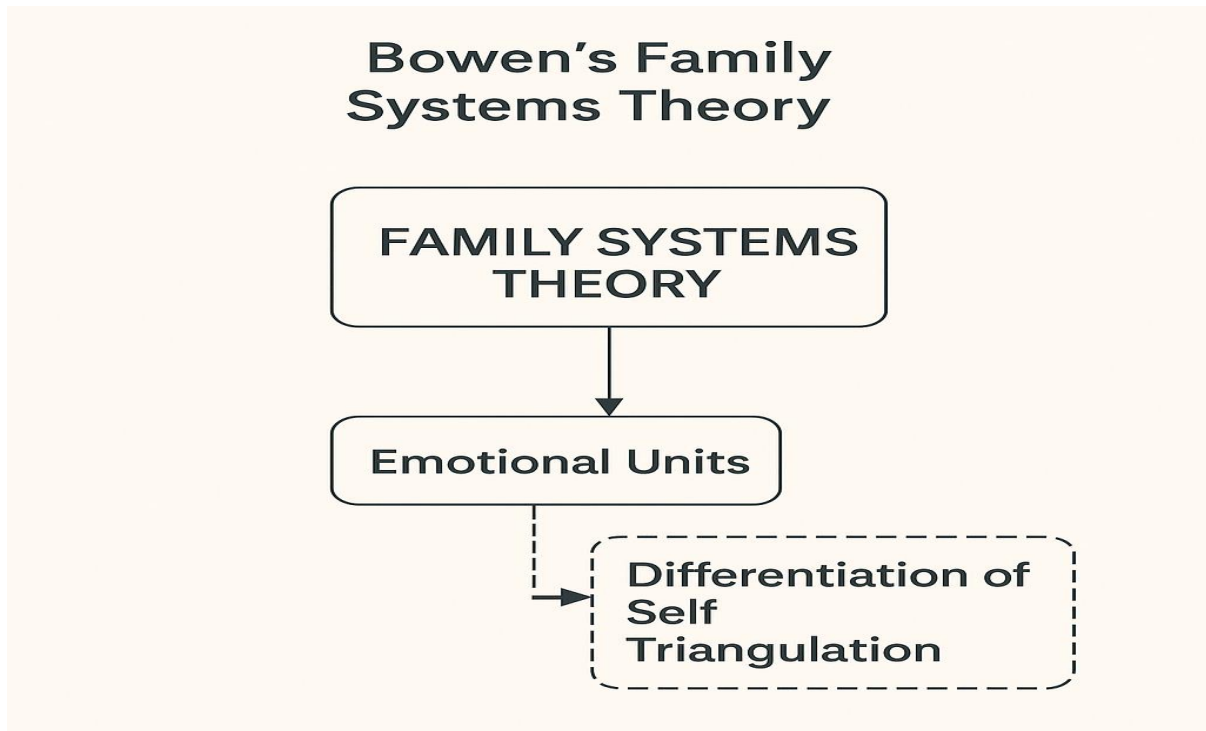 Bowen's Family
Systems Theory
FAMILY SYSTEMS
THEORY
Emotional Units
Differentiation of
Self
Triangulation